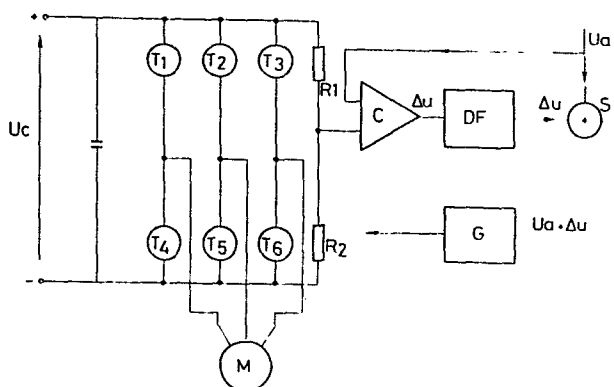 +
Ua
T1 T2 T3
R1
C Δu DF Δu S
Uc
T4 T5 T6 R2
G Ua·Δu
-
M